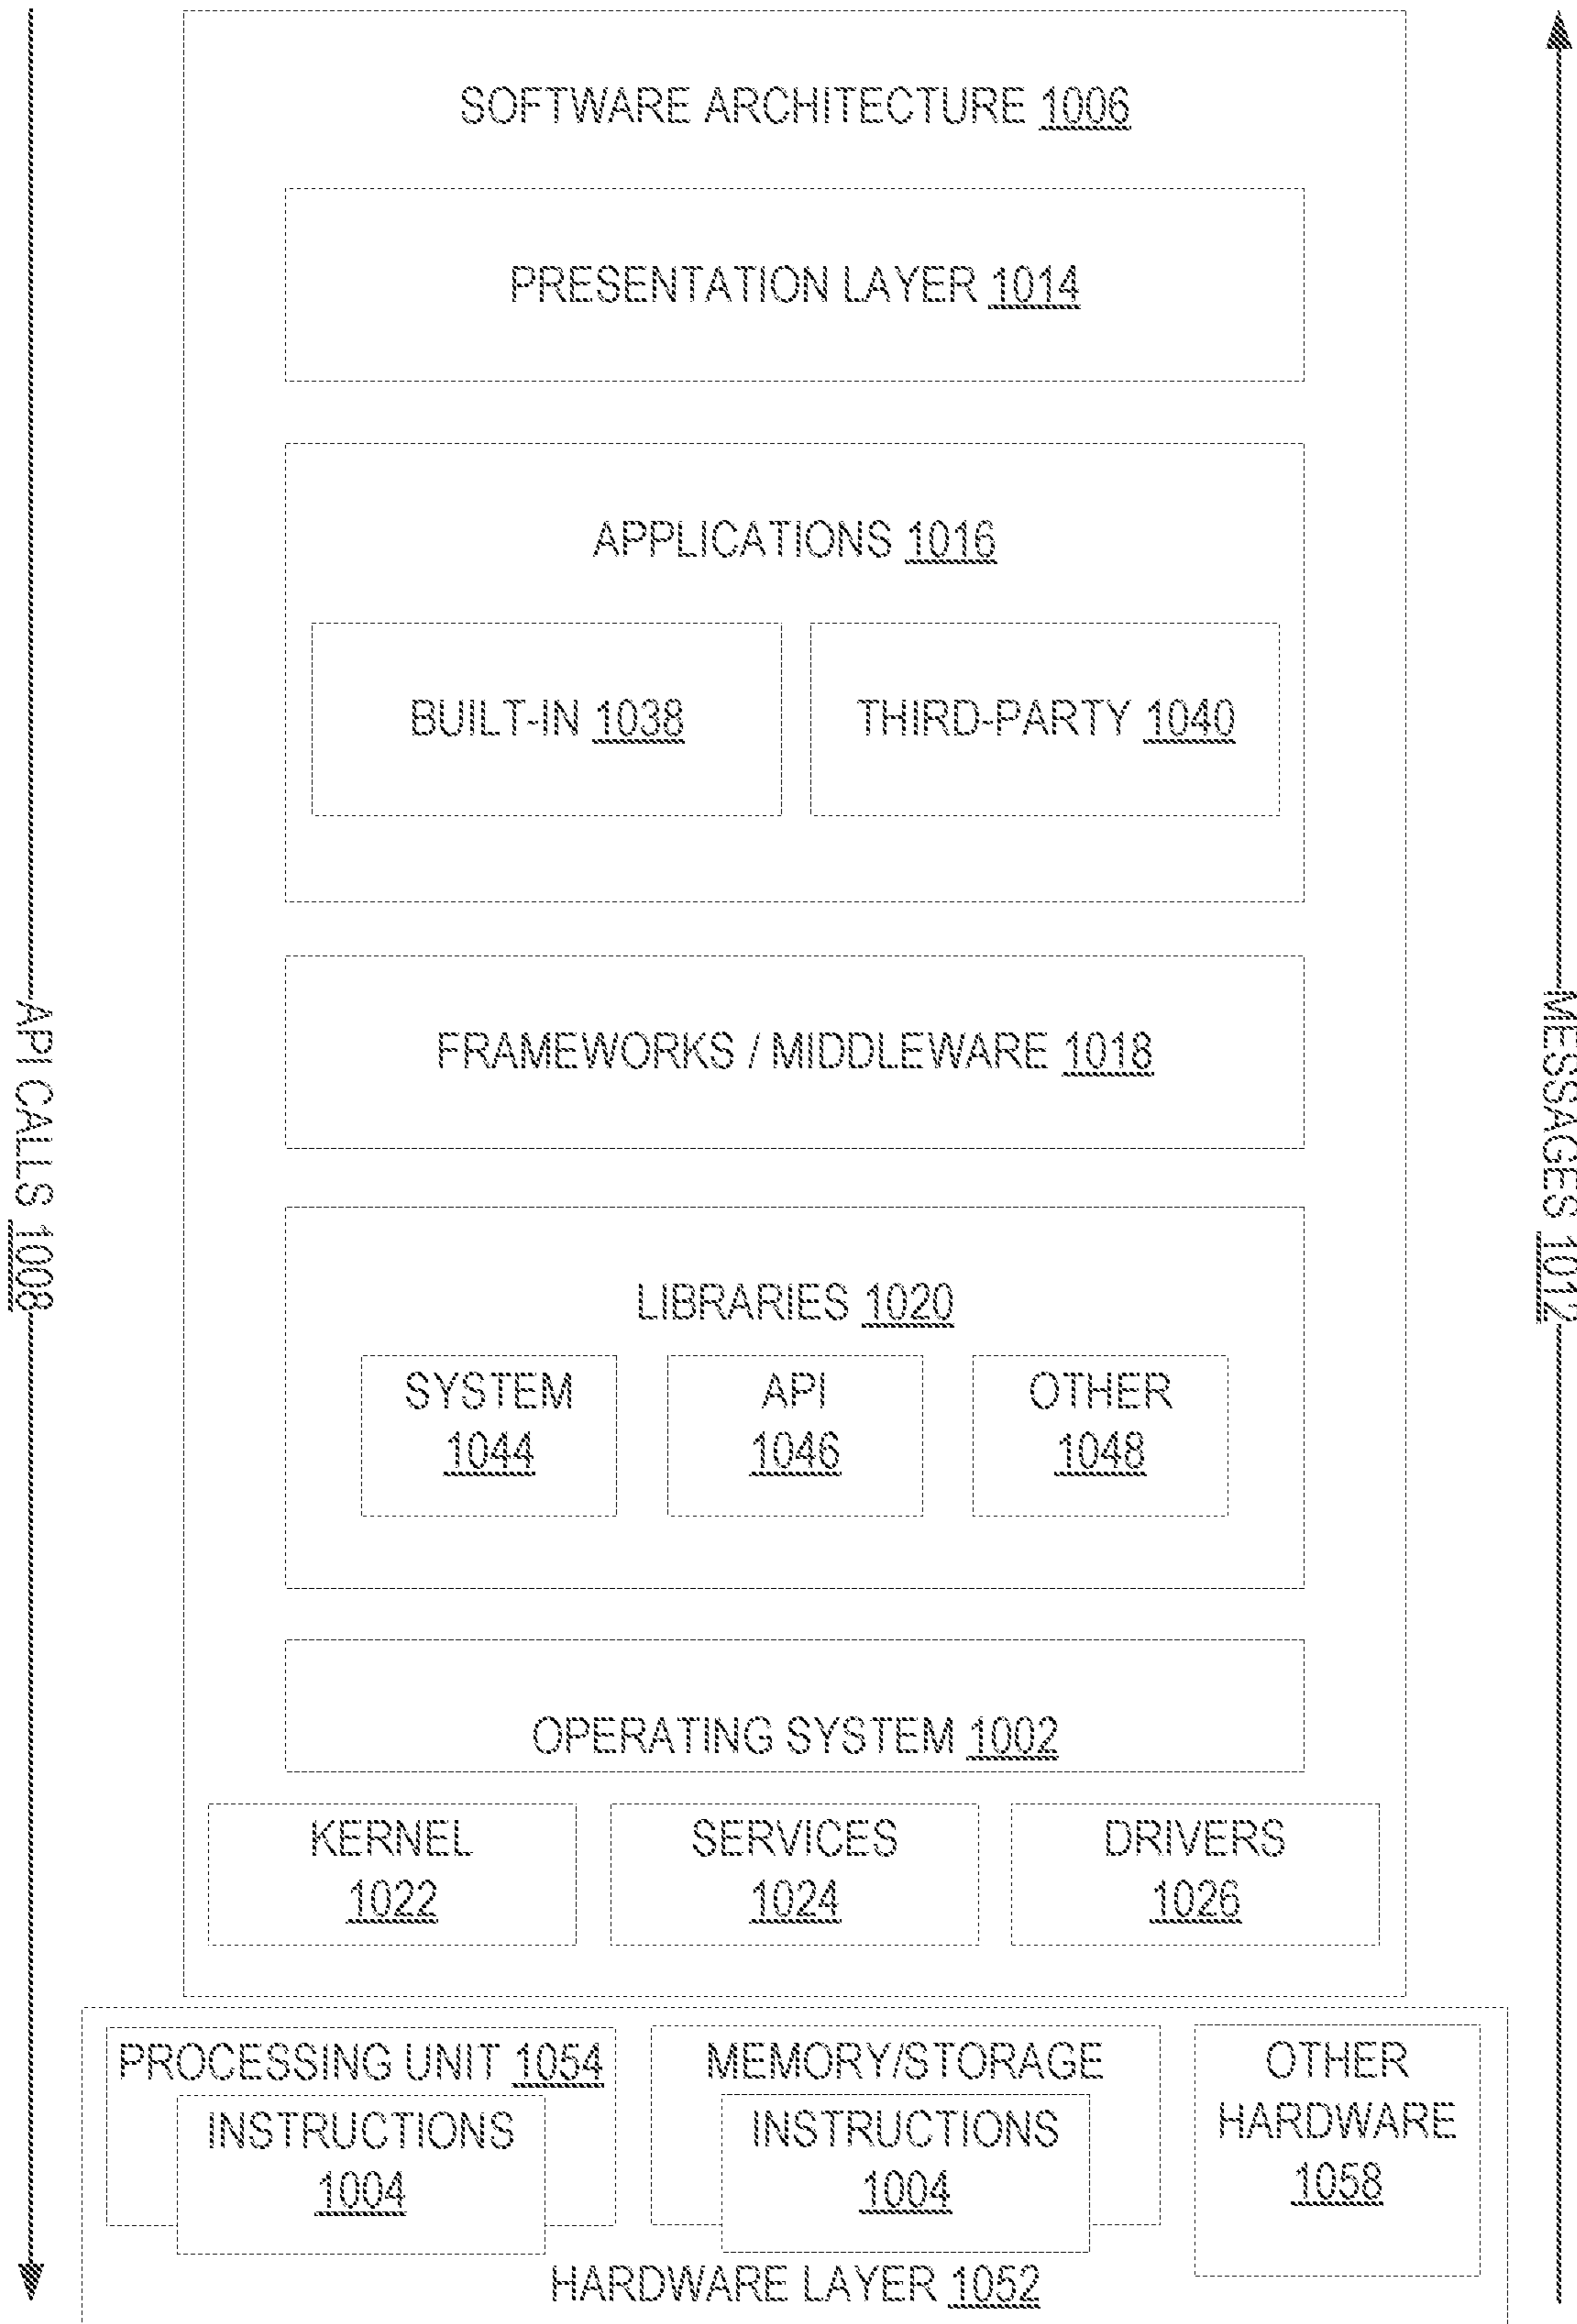 SOFTWARE ARCHITECTURE 1006
PRESENTATION LAYER 1014
APPLICATIONS 1016
BUILT-IN 1038
THIRD-PARTY 1040
FRAMEWORKS / MIDDLEWARE 1018
API CALLS 1008
MESSAGES 1012
LIBRARIES 1020
SYSTEM
1044
API
1046
OTHER
1048
OPERATING SYSTEM 1002
KERNEL
1022
SERVICES
1024
DRIVERS
1026
PROCESSING UNIT 1054
INSTRUCTIONS
1004
MEMORY/STORAGE
INSTRUCTIONS
1004
OTHER
HARDWARE
1058
HARDWARE LAYER 1052